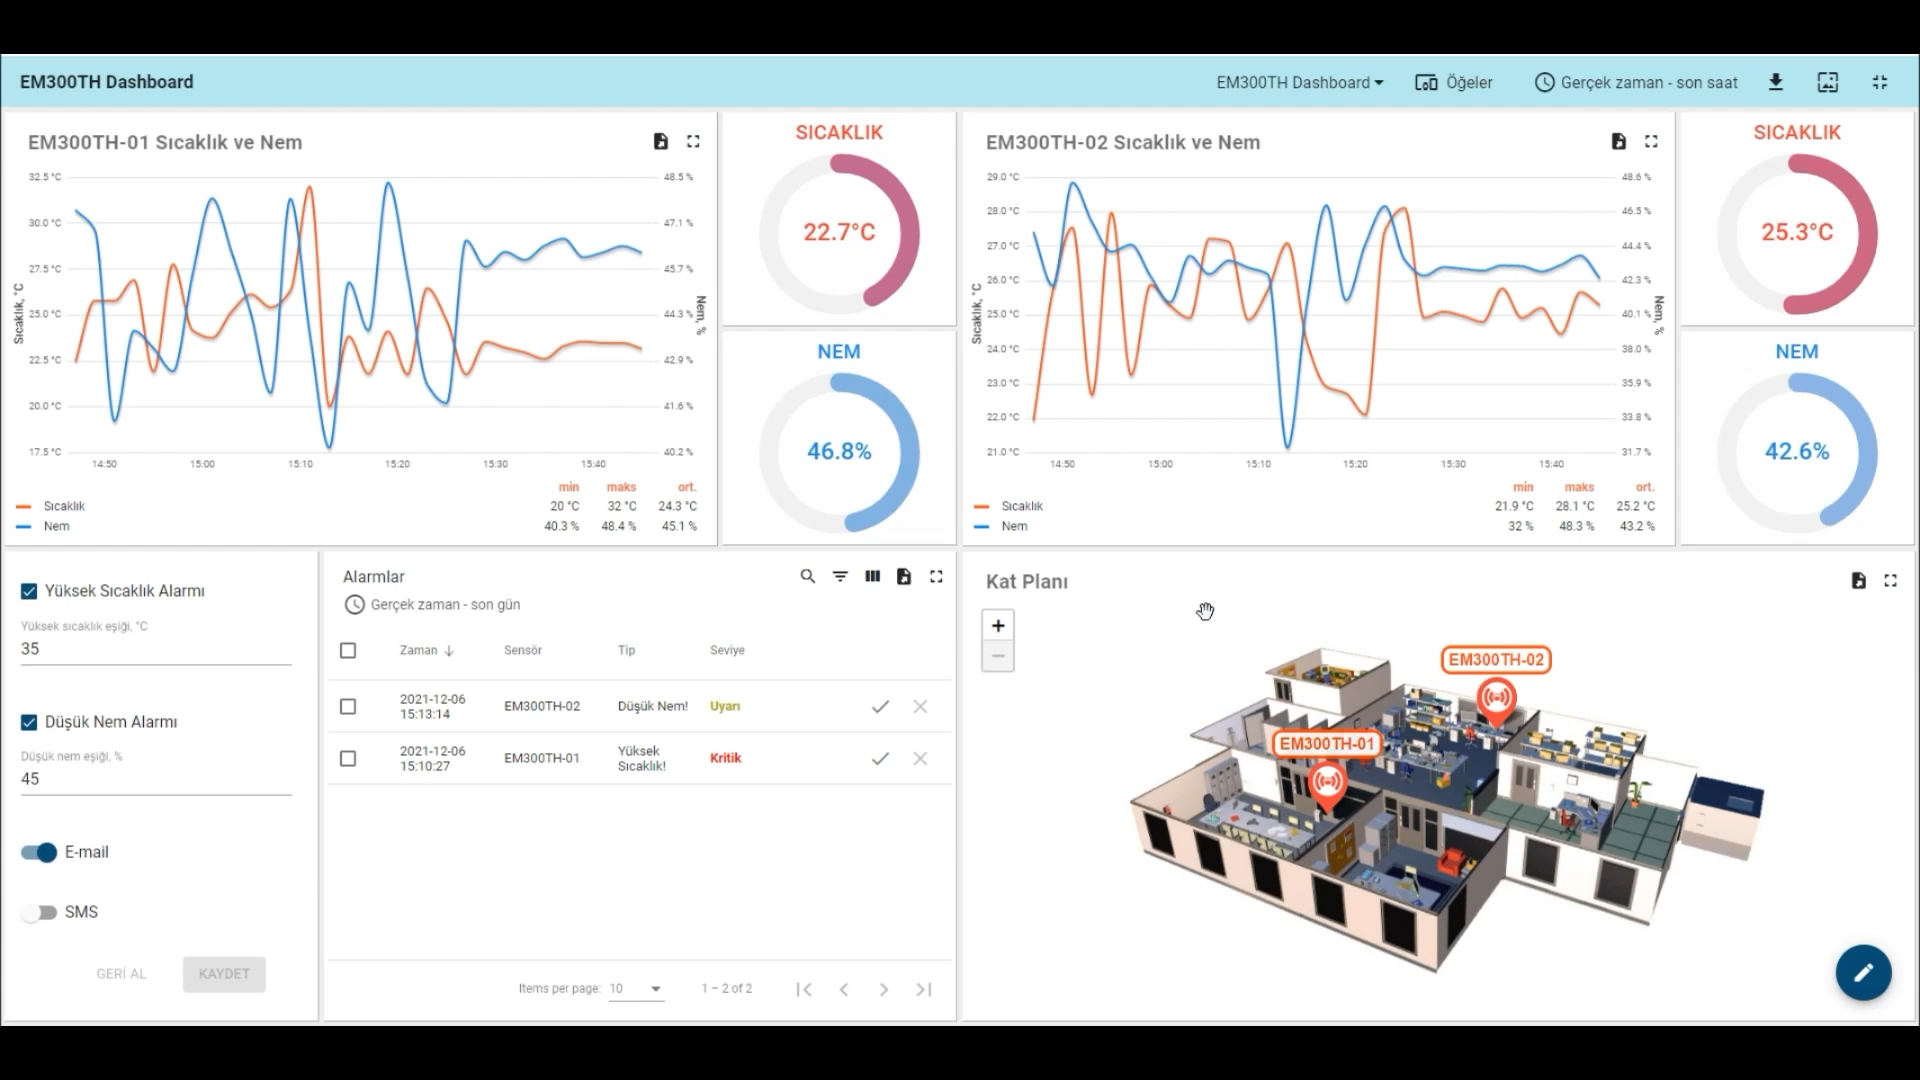 EM300TH Dashboard
EM300TH Dashboard
Öğeler
Gerçek zaman - son saat
EM300TH-01 Sıcaklık ve Nem
32.5 °C
30.0 °C
27.5 °C
25.0 °C
22.5 °C
20.0 °C
17.5 °C
Sıcaklık, °C
48.5 %
47.1 %
45.7 %
44.3 %
42.9 %
41.6 %
40.2 %
Nem, %
14:50 15:00 15:10 15:20 15:30 15:40
min maks ort.
Sıcaklık 20 °C 32 °C 24.3 °C
Nem 40.3 % 48.4 % 45.1 %
SICAKLIK
22.7°C
NEM
46.8%
EM300TH-02 Sıcaklık ve Nem
29.0 °C
28.0 °C
27.0 °C
26.0 °C
25.0 °C
24.0 °C
23.0 °C
22.0 °C
21.0 °C
Sıcaklık, °C
48.6 %
46.5 %
44.4 %
42.3 %
40.1 %
38.0 %
35.9 %
33.8 %
31.7 %
Nem, %
14:50 15:00 15:10 15:20 15:30 15:40
min maks ort.
Sıcaklık 21.9 °C 28.1 °C 25.2 °C
Nem 32 % 48.3 % 43.2 %
SICAKLIK
25.3°C
NEM
42.6%
Yüksek Sıcaklık Alarmı
Yüksek sıcaklık eşiği, °C
35
Düşük Nem Alarmı
Düşük nem eşiği, %
45
E-mail
SMS
GERİ AL
KAYDET
Alarmlar
Gerçek zaman - son gün
Zaman Sensör Tip Seviye
2021-12-06
15:13:14
EM300TH-02 Düşük Nem! Uyarı
2021-12-06
15:10:27
EM300TH-01
Yüksek
Sıcaklık!
Kritik
Items per page: 10 1 – 2 of 2
Kat Planı
+
−
EM300TH-02
EM300TH-01